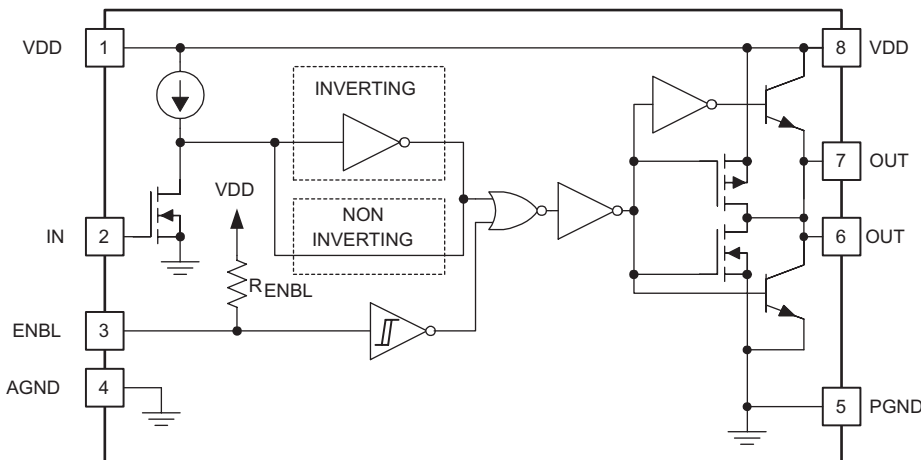 VDD 1
8 VDD
INVERTING
7 OUT
VDD
NON
INVERTING
IN 2
6 OUT
RENBL
ENBL 3
AGND 4
5 PGND